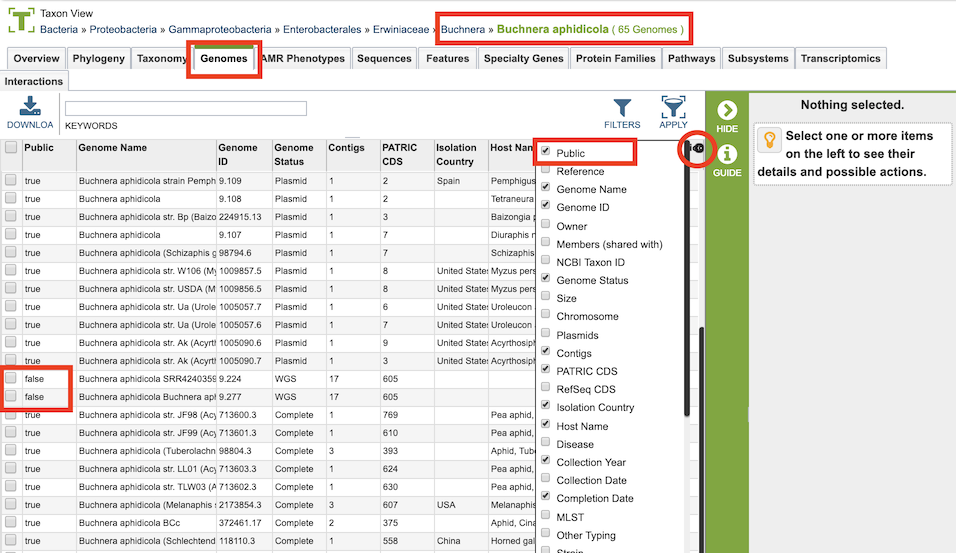 Taxon View
Bacteria » Proteobacteria » Gammaproteobacteria » Enterobacterales » Erwiniaceae » Buchnera » Buchnera aphidicola ( 65 Genomes )
Overview Phylogeny Taxonomy Genomes AMR Phenotypes Sequences Features Specialty Genes Protein Families Pathways Subsystems Transcriptomics
Interactions
DOWNLOA KEYWORDS FILTERS APPLY HIDE GUIDE
Nothing selected.
Select one or more items
on the left to see their
details and possible actions.
Public Genome Name Genome ID Genome Status Contigs PATRIC CDS Isolation Country Host Nam
true Buchnera aphidicola strain Pemph 9.109 Plasmid 1 2 Spain Pemphigus
true Buchnera aphidicola 9.108 Plasmid 1 2 Tetraneura
true Buchnera aphidicola str. Bp (Baizo 224915.13 Plasmid 1 3 Baizongia p
true Buchnera aphidicola 9.107 Plasmid 1 7 Diuraphis n
true Buchnera aphidicola (Schizaphis g 98794.6 Plasmid 1 7 Schizaphis
true Buchnera aphidicola str. W106 (My 1009857.5 Plasmid 1 8 United States Myzus pers
true Buchnera aphidicola str. USDA (M 1009856.5 Plasmid 1 8 United States Myzus pers
true Buchnera aphidicola str. Ua (Urole 1005057.7 Plasmid 1 6 United States Uroleucon
true Buchnera aphidicola str. Ua (Urole 1005057.6 Plasmid 1 7 United States Uroleucon
true Buchnera aphidicola str. Ak (Acyrth 1005090.6 Plasmid 1 9 United States Acyrthosiph
true Buchnera aphidicola str. Ak (Acyrth 1005090.7 Plasmid 1 3 United States Acyrthosiph
false Buchnera aphidicola SRR4240359 9.224 WGS 17 605
false Buchnera aphidicola Buchnera aph 9.277 WGS 17 605
true Buchnera aphidicola str. JF98 (Acy 713600.3 Complete 1 769 Pea aphid,
true Buchnera aphidicola str. JF99 (Acy 713601.3 Complete 1 610 Pea aphid,
true Buchnera aphidicola (Tuberolachn 98804.3 Complete 3 393 Aphid, Tube
true Buchnera aphidicola str. LL01 (Acy 713603.3 Complete 1 624 Pea aphid,
true Buchnera aphidicola str. TLW03 (A 713602.3 Complete 1 630 Pea aphid,
true Buchnera aphidicola (Melanaphis s 2173854.3 Complete 3 607 USA Melanaphis
true Buchnera aphidicola BCc 372461.17 Complete 2 375 Aphid, Cina
true Buchnera aphidicola (Schlechtend 118110.3 Complete 1 558 China Horned gal
Public
Reference
Genome Name
Genome ID
Owner
Members (shared with)
NCBI Taxon ID
Genome Status
Size
Chromosome
Plasmids
Contigs
PATRIC CDS
RefSeq CDS
Isolation Country
Host Name
Disease
Collection Year
Collection Date
Completion Date
MLST
Other Typing
Strain